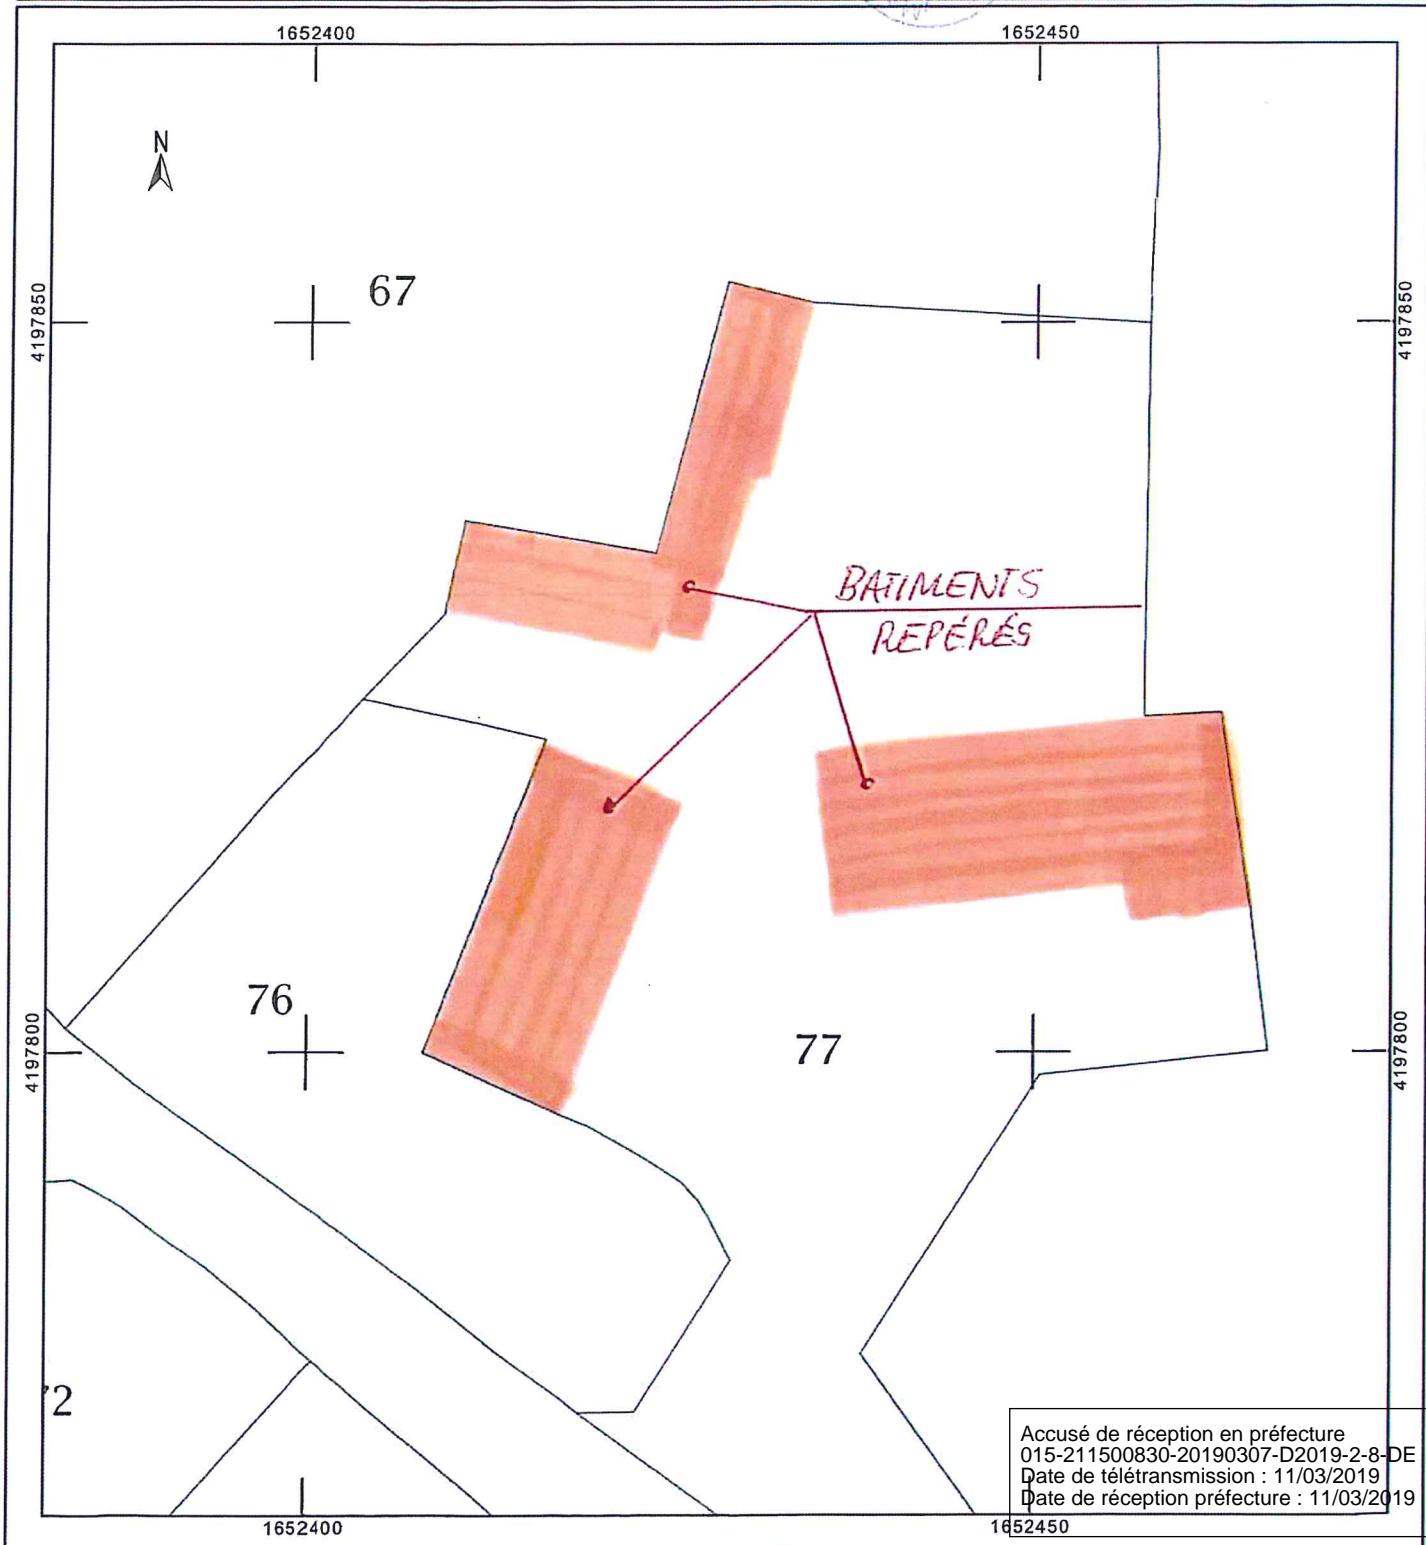 1652400
1652450
N
67
4197850
4197850
BATIMENTS
REPÉRÉS
76
77
4197800
4197800
72
Accusé de réception en préfecture
015-211500830-20190307-D2019-2-8-DE
Date de télétransmission : 11/03/2019
Date de réception préfecture : 11/03/2019
1652400
1652450